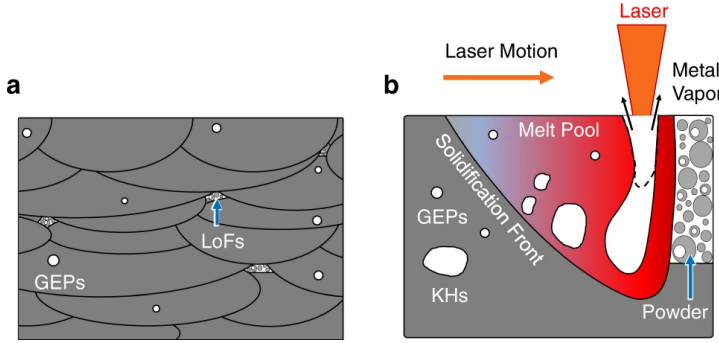 a
LoFs
GEPs
b
Laser
Laser Motion
Metal
Vapor
Melt Pool
Solidification Front
GEPs
KHs
Powder